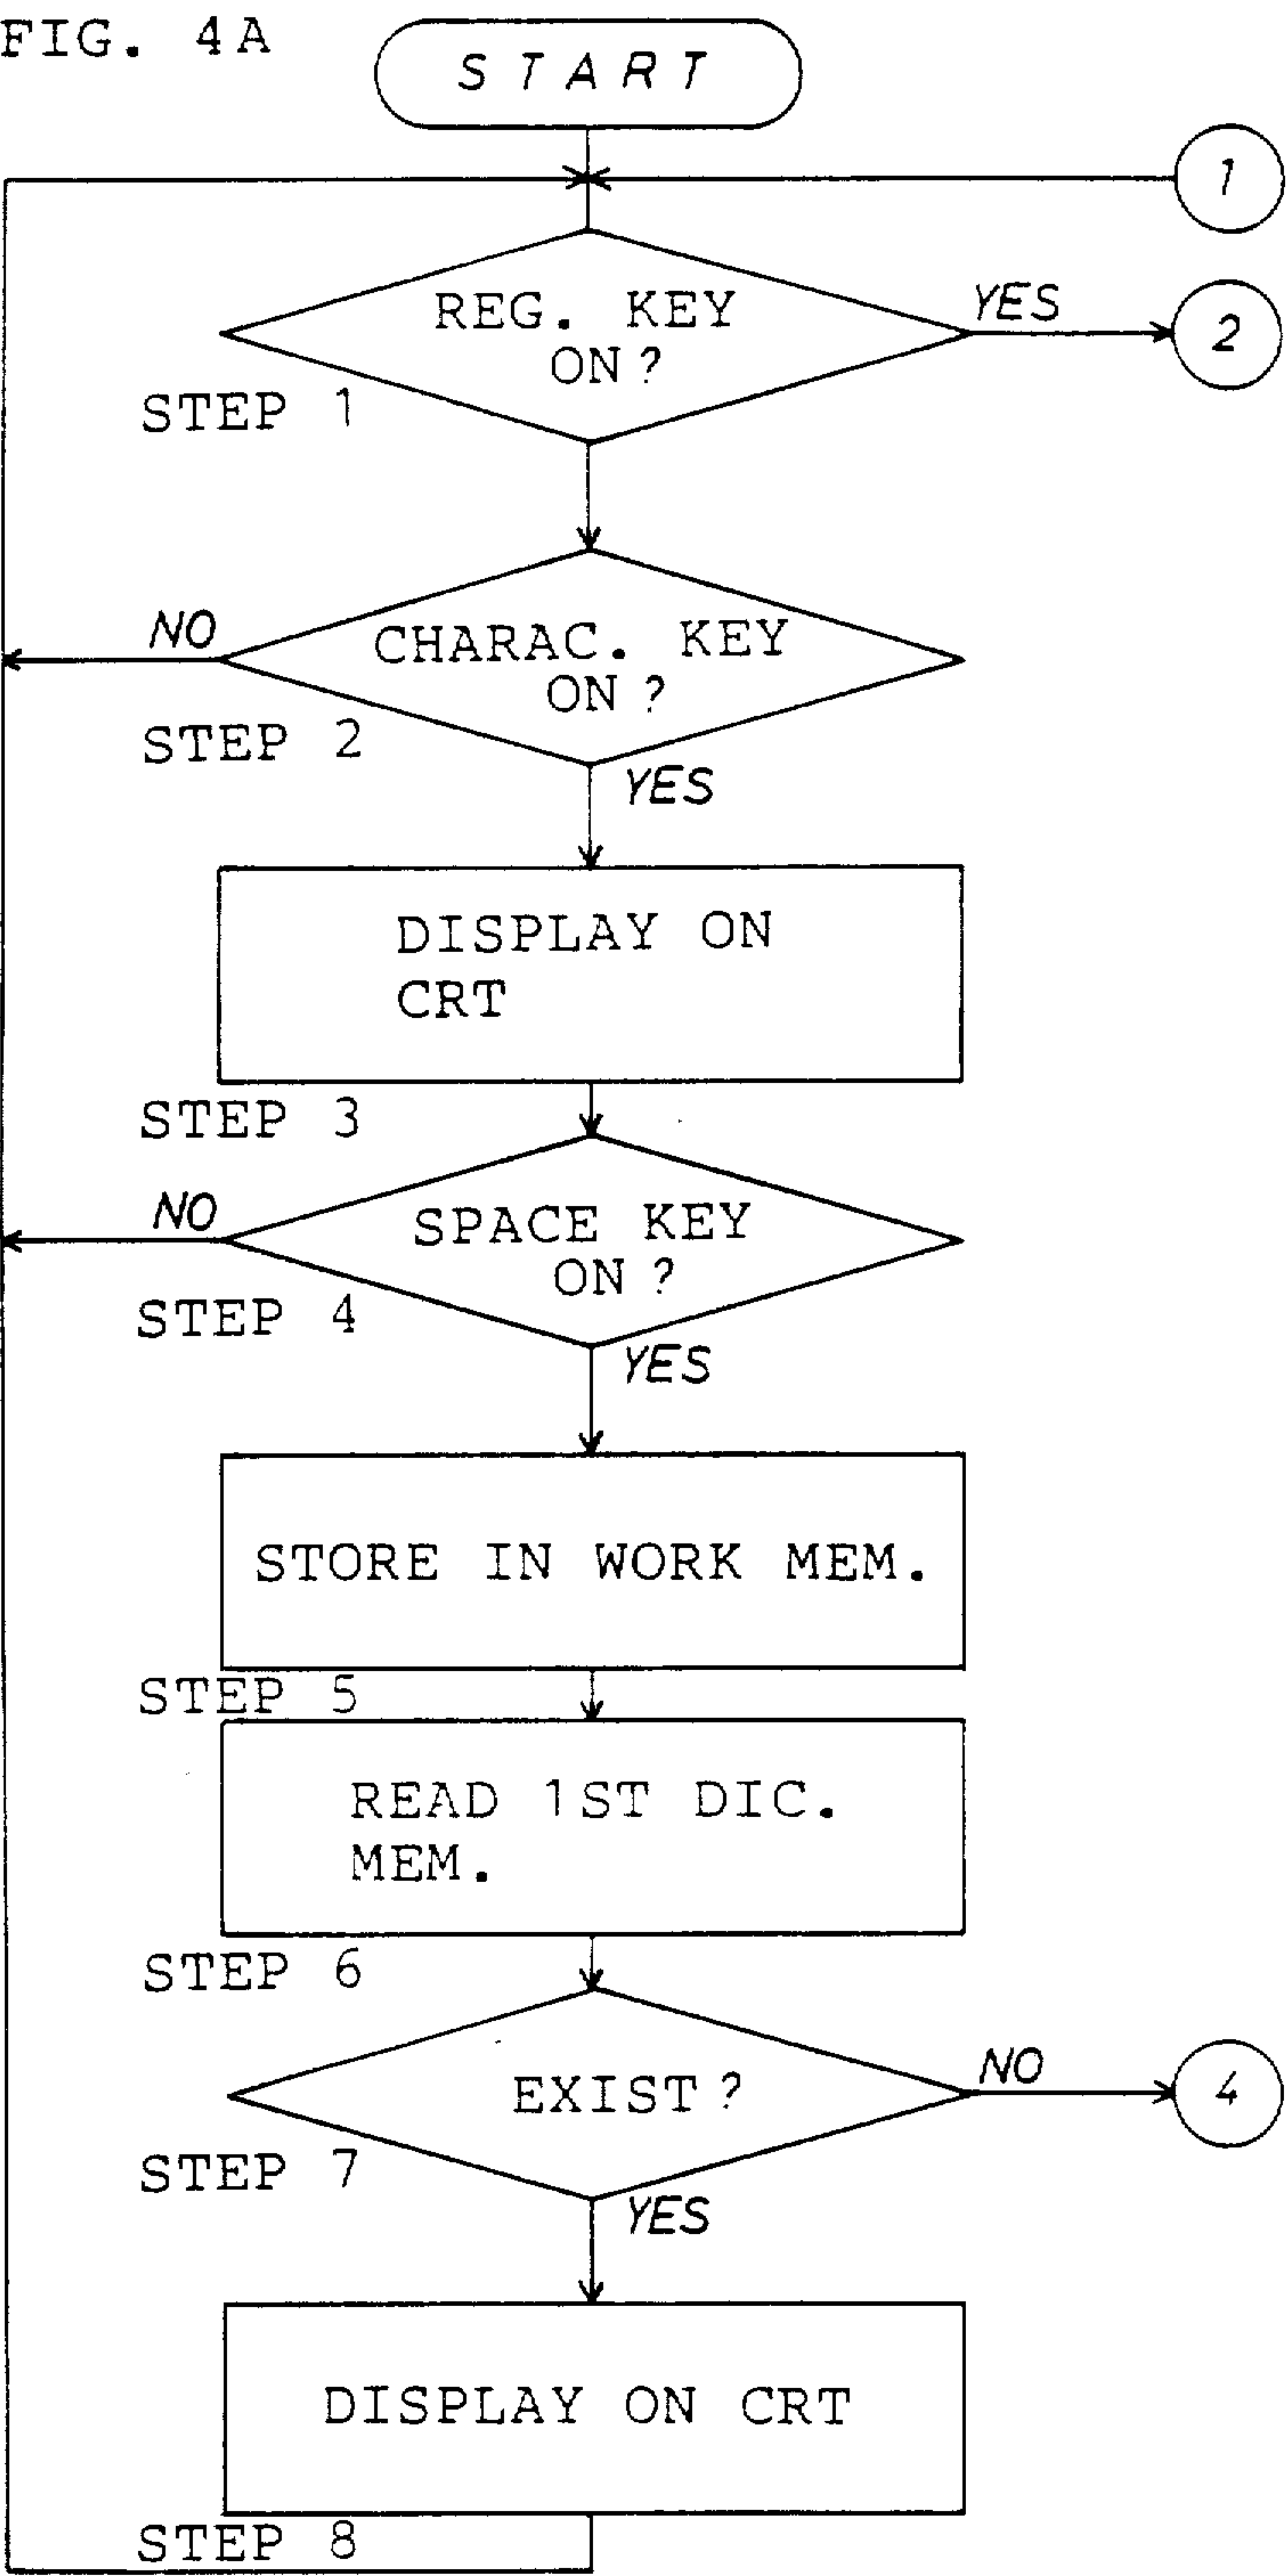 FIG. 4A
START
1
REG. KEY
ON?
YES
2
STEP 1
CHARAC. KEY
ON?
NO
STEP 2
YES
DISPLAY ON
CRT
STEP 3
SPACE KEY
ON?
NO
STEP 4
YES
STORE IN WORK MEM.
STEP 5
READ 1ST DIC.
MEM.
STEP 6
EXIST?
NO
4
STEP 7
YES
DISPLAY ON CRT
STEP 8